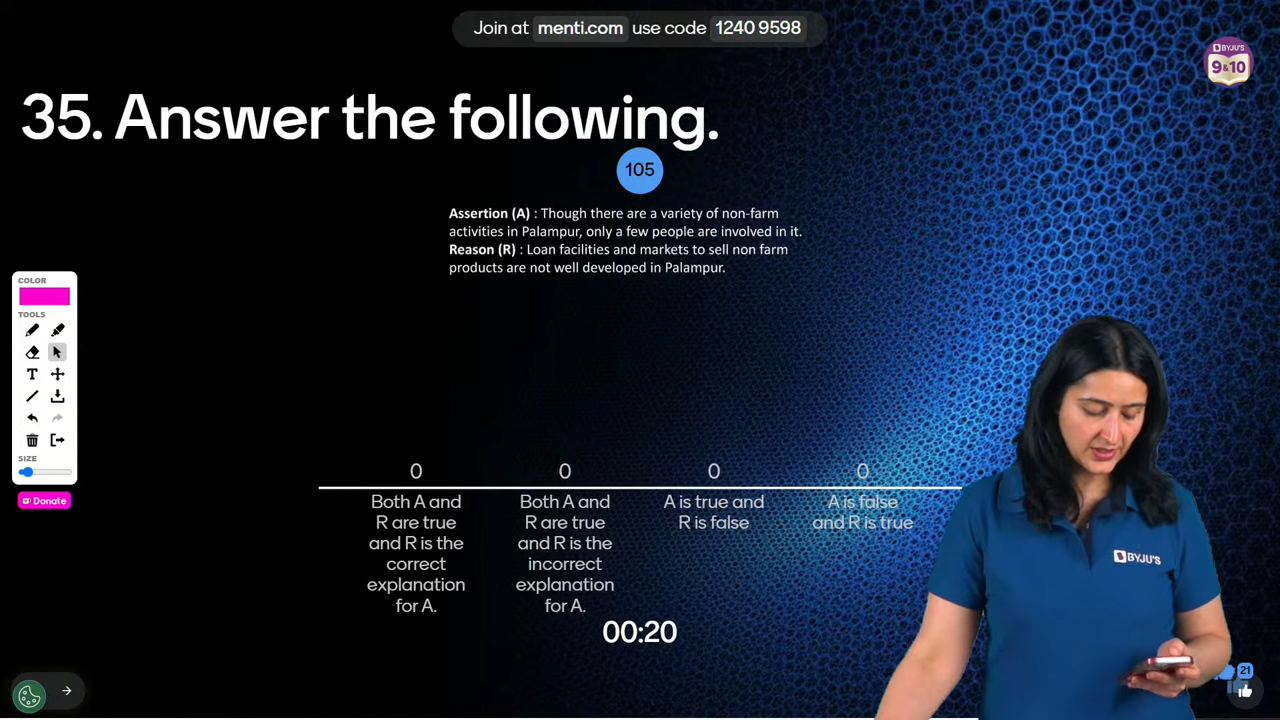 Join at menti.com use code 1240 9598
BYJU'S
9&10
35. Answer the following.
105
Assertion (A) : Though there are a variety of non-farm
activities in Palampur, only a few people are involved in it.
Reason (R) : Loan facilities and markets to sell non farm
products are not well developed in Palampur.
COLOR
TOOLS
T
SIZE
Donate
0
0
0
0
Both A and
R are true
and R is the
correct
explanation
for A.
Both A and
R are true
and R is the
incorrect
explanation
for A.
A is true and
R is false
A is false
and R is true
00:20
BYJU'S
21